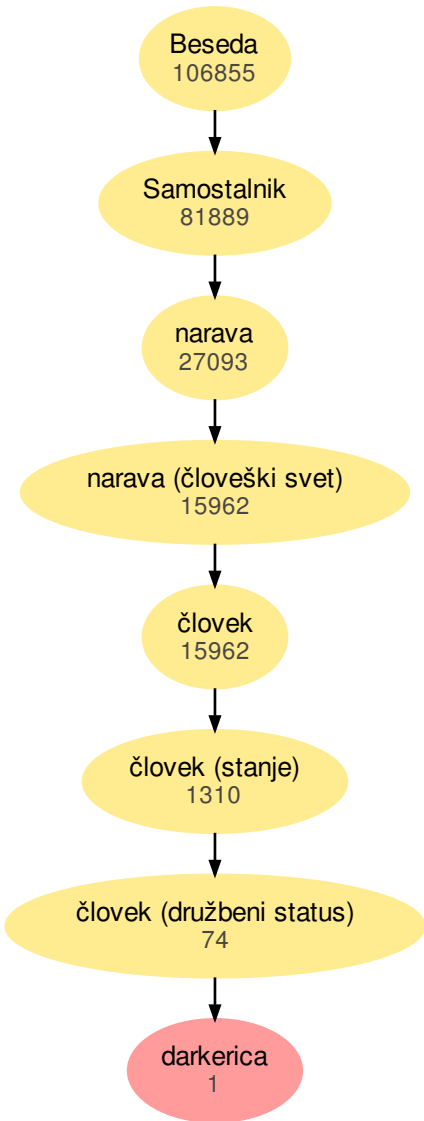 Beseda
106855
Samostalnik
81889
narava
27093
narava (človeški svet)
15962
človek
15962
človek (stanje)
1310
človek (družbeni status)
74
darkerica
1